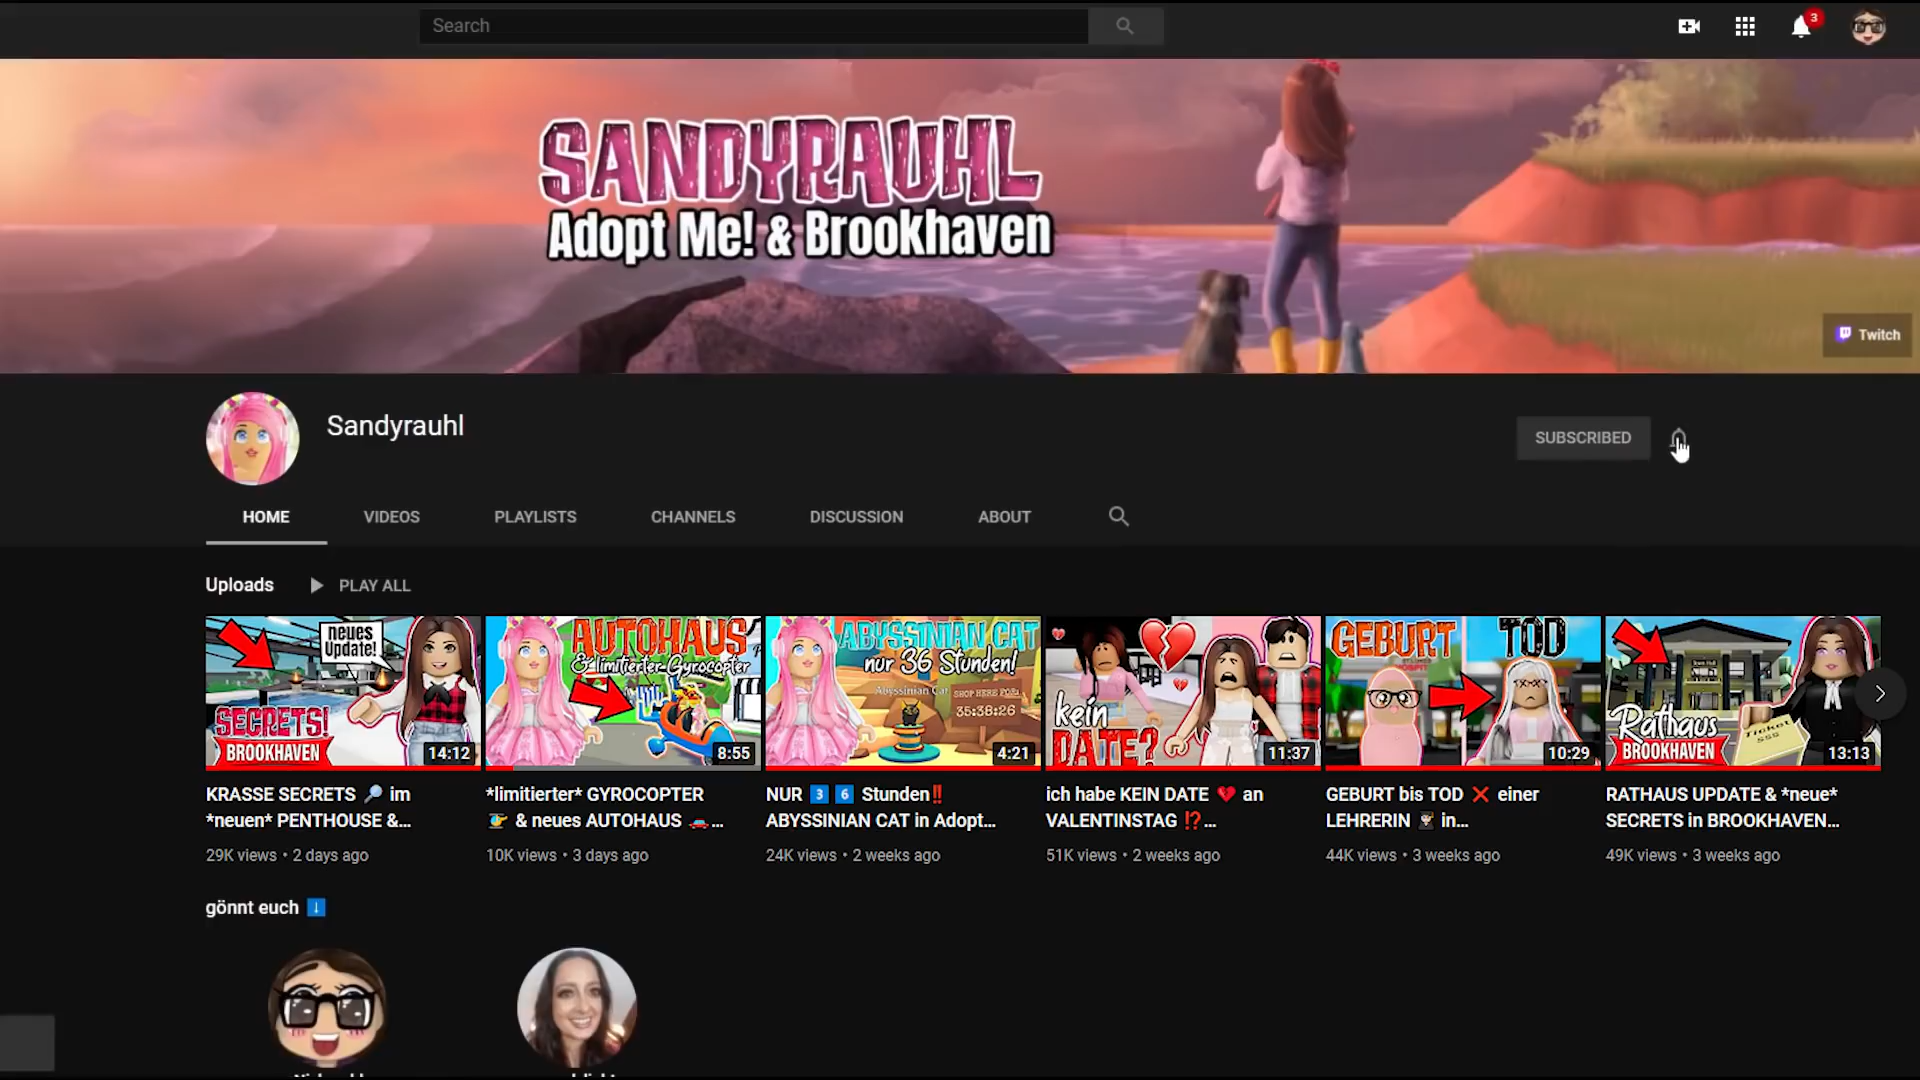 Search
3
SANDYRAUHL
Adopt Me! & Brookhaven
Twitch
Sandyrauhl
SUBSCRIBED
HOME VIDEOS PLAYLISTS CHANNELS DISCUSSION ABOUT
Uploads PLAY ALL
neues
Update!
SECRETS!
BROOKHAVEN
14:12
AUTOHAUS
& limitierter Gyrocopter
8:55
ABYSSINIAN CAT
nur 36 Stunden!
Abyssinian Cat
SHOP HERE FOR:
35:38:26
4:21
kein
DATE?
11:37
GEBURT
TOD
10:29
Rathaus
BROOKHAVEN
Ticket
13:13
KRASSE SECRETS 🔎 im
*neuen* PENTHOUSE &...
29K views • 2 days ago
*limitierter* GYROCOPTER
🚁 & neues AUTOHAUS 🚗...
10K views • 3 days ago
NUR 3️⃣ 6️⃣ Stunden‼️
ABYSSINIAN CAT in Adopt...
24K views • 2 weeks ago
ich habe KEIN DATE 💔 an
VALENTINSTAG ⁉️...
51K views • 2 weeks ago
GEBURT bis TOD ❌ einer
LEHRERIN 👩🏻‍🎓 in...
44K views • 3 weeks ago
RATHAUS UPDATE & *neue*
SECRETS in BROOKHAVEN...
49K views • 3 weeks ago
gönnt euch ⬇️